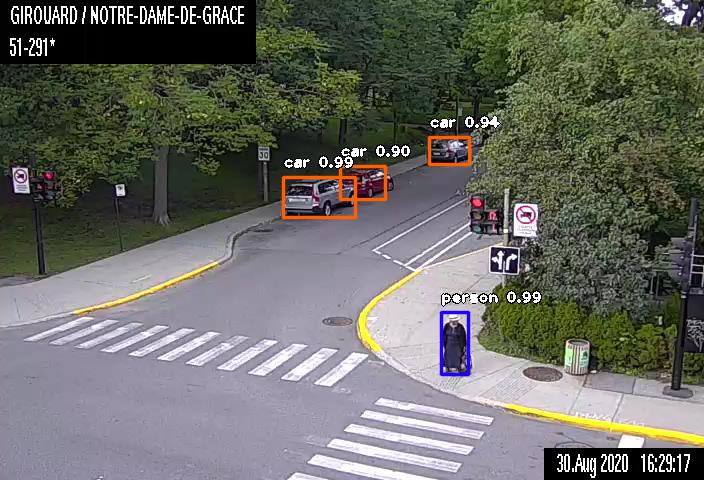 GIROUARD / NOTRE-DAME-DE-GRACE
51-291*
car 0.94
car 0.90
car 0.99
30
person 0.99
30.Aug 2020 16:29:17